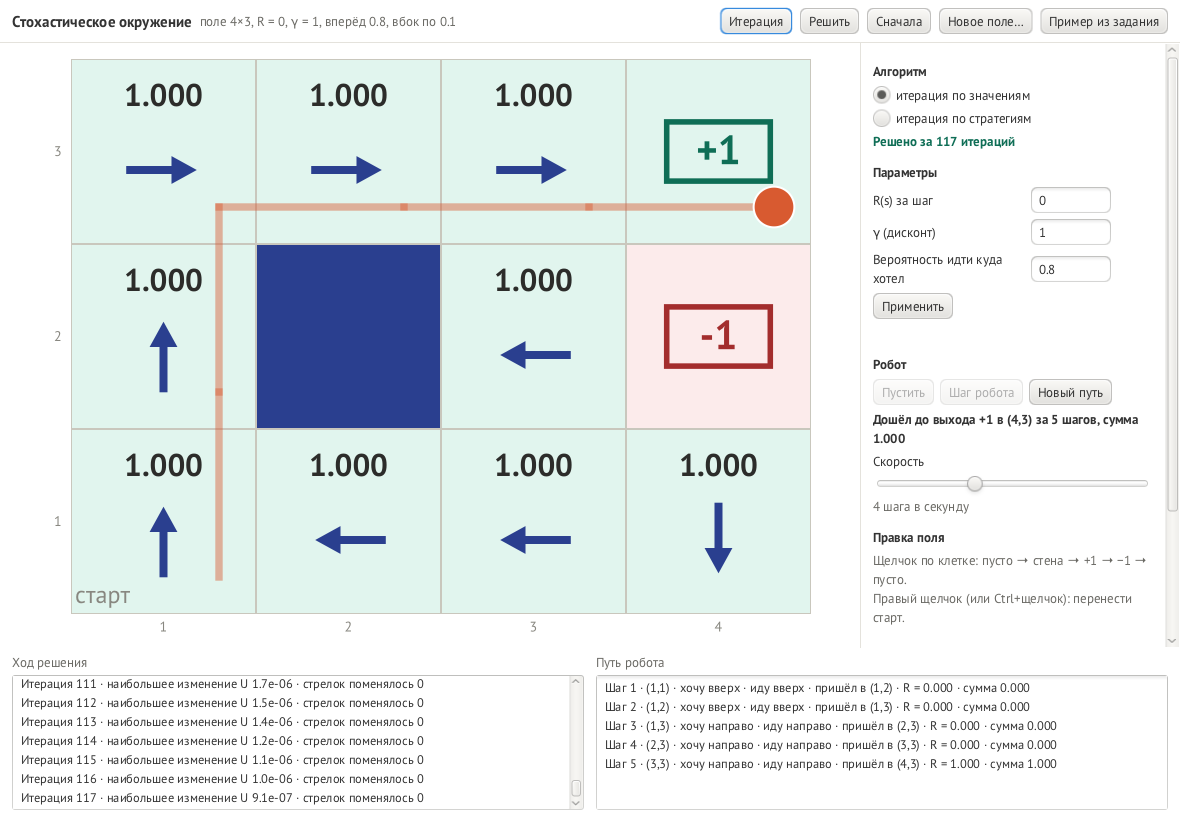 Стохастическое окружение поле 4×3, R = 0, γ = 1, вперёд 0.8, вбок по 0.1
Итерация Решить Сначала Новое поле... Пример из задания
1.000 1.000 1.000 +1
3
1.000 1.000 -1
2
1.000 1.000 1.000 1.000
1
старт
1 2 3 4
Алгоритм
итерация по значениям
итерация по стратегиям
Решено за 117 итераций
Параметры
R(s) за шаг 0
γ (дисконт) 1
Вероятность идти куда
хотел 0.8
Применить
Робот
Пустить Шаг робота Новый путь
Дошёл до выхода +1 в (4,3) за 5 шагов, сумма
1.000
Скорость
4 шага в секунду
Правка поля
Щелчок по клетке: пусто → стена → +1 → −1 →
пусто.
Правый щелчок (или Ctrl+щелчок): перенести
старт.
Ход решения
Итерация 111 · наибольшее изменение U 1.7e-06 · стрелок поменялось 0
Итерация 112 · наибольшее изменение U 1.5e-06 · стрелок поменялось 0
Итерация 113 · наибольшее изменение U 1.4e-06 · стрелок поменялось 0
Итерация 114 · наибольшее изменение U 1.2e-06 · стрелок поменялось 0
Итерация 115 · наибольшее изменение U 1.1e-06 · стрелок поменялось 0
Итерация 116 · наибольшее изменение U 1.0e-06 · стрелок поменялось 0
Итерация 117 · наибольшее изменение U 9.1e-07 · стрелок поменялось 0
Путь робота
Шаг 1 · (1,1) · хочу вверх · иду вверх · пришёл в (1,2) · R = 0.000 · сумма 0.000
Шаг 2 · (1,2) · хочу вверх · иду вверх · пришёл в (1,3) · R = 0.000 · сумма 0.000
Шаг 3 · (1,3) · хочу направо · иду направо · пришёл в (2,3) · R = 0.000 · сумма 0.000
Шаг 4 · (2,3) · хочу направо · иду направо · пришёл в (3,3) · R = 0.000 · сумма 0.000
Шаг 5 · (3,3) · хочу направо · иду направо · пришёл в (4,3) · R = 1.000 · сумма 1.000